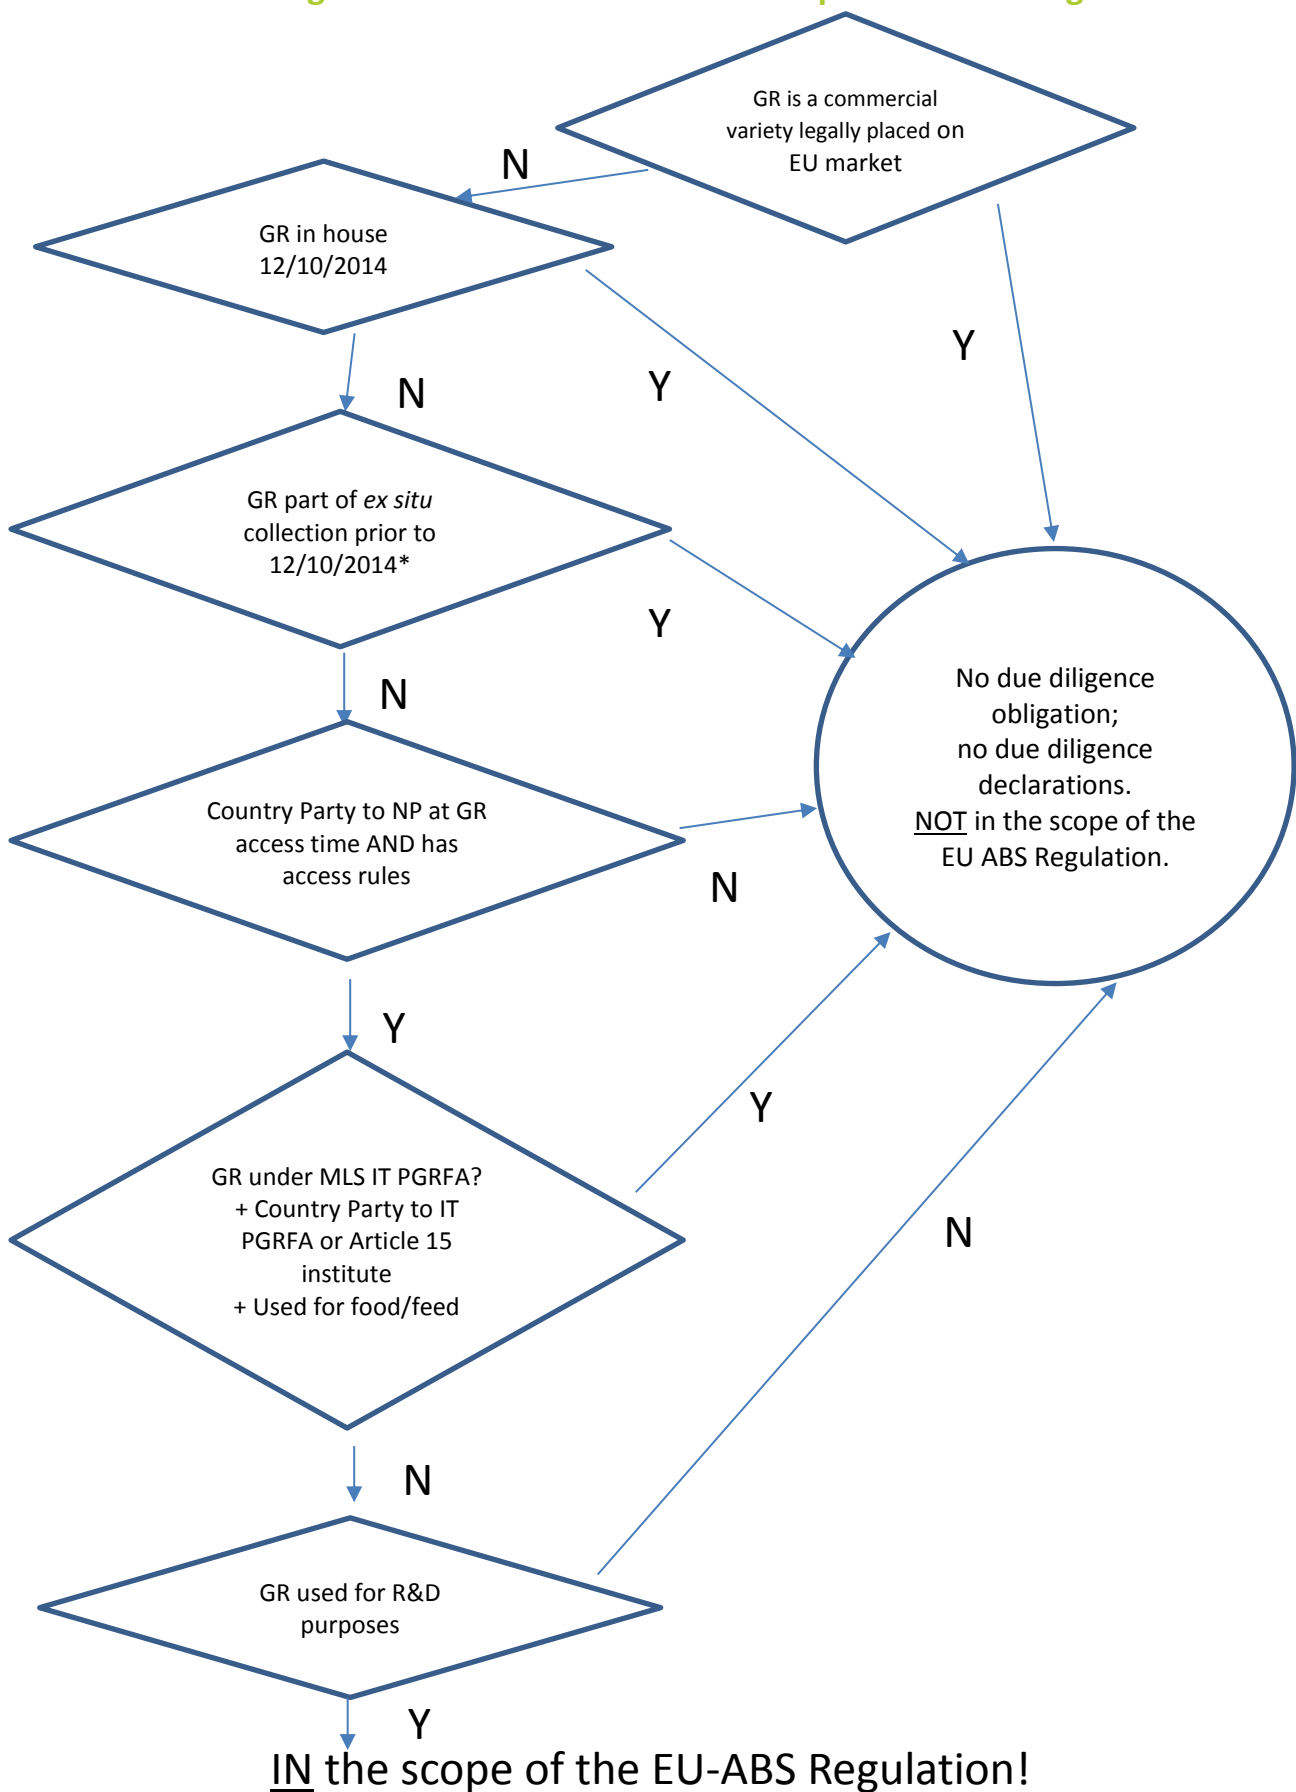 GR is a commercial
variety legally placed on
EU market
N
GR in house
12/10/2014
Y
Y
N
GR part of ex situ
collection prior to
12/10/2014*
Y
No due diligence
obligation;
no due diligence
declarations.
NOT in the scope of the
EU ABS Regulation.
N
Country Party to NP at GR
access time AND has
access rules
N
Y
GR under MLS IT PGRFA?
+ Country Party to IT
PGRFA or Article 15
institute
+ Used for food/feed
Y
N
N
GR used for R&D
purposes
Y
IN the scope of the EU-ABS Regulation!